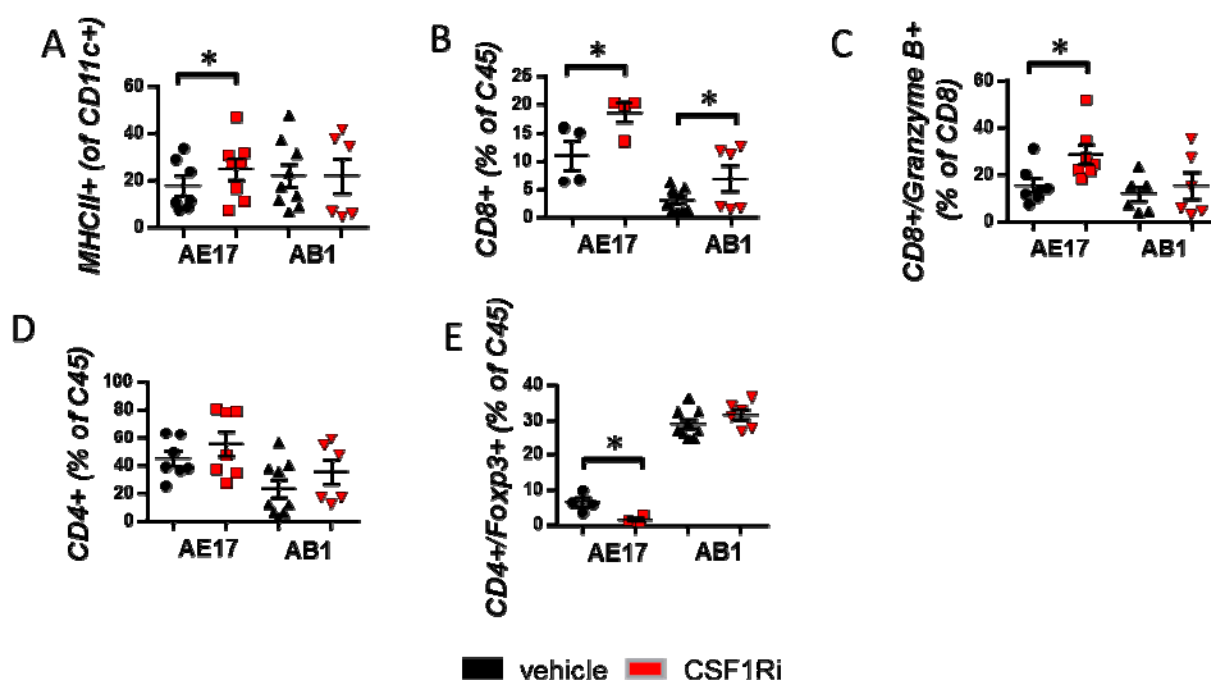 A
MHCII+ (of CD11c+)
60
40
20
0
*
AE17 AB1
B
CD8+ (% of C45)
25
20
15
10
5
0
*
*
AE17 AB1
C
CD8+/Granzyme B+
(% of CD8)
60
40
20
0
*
AE17 AB1
D
CD4+ (% of C45)
100
80
60
40
20
0
AE17 AB1
E
CD4+/Foxp3+ (% of C45)
40
30
20
10
0
*
AE17 AB1
vehicle CSF1Ri